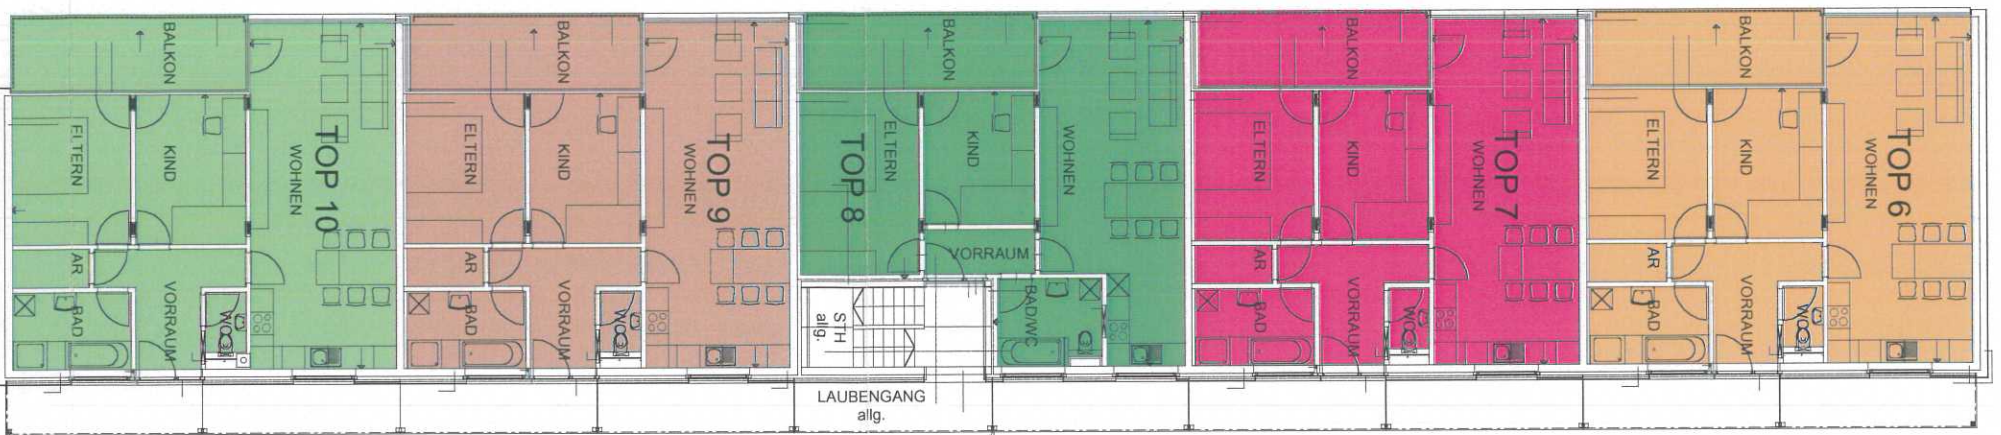 BALKON
ELTERN
KIND
TOP 10
WOHNEN
AR
BAD
VORRAUM
WC
BALKON
ELTERN
KIND
TOP 9
WOHNEN
AR
BAD
VORRAUM
WC
BALKON
TOP 8
ELTERN
KIND
WOHNEN
VORRAUM
BAD/WC
STH
allg.
BALKON
ELTERN
KIND
TOP 7
WOHNEN
AR
BAD
VORRAUM
WC
BALKON
ELTERN
KIND
TOP 6
WOHNEN
AR
BAD
VORRAUM
WC
LAUBENGANG
allg.